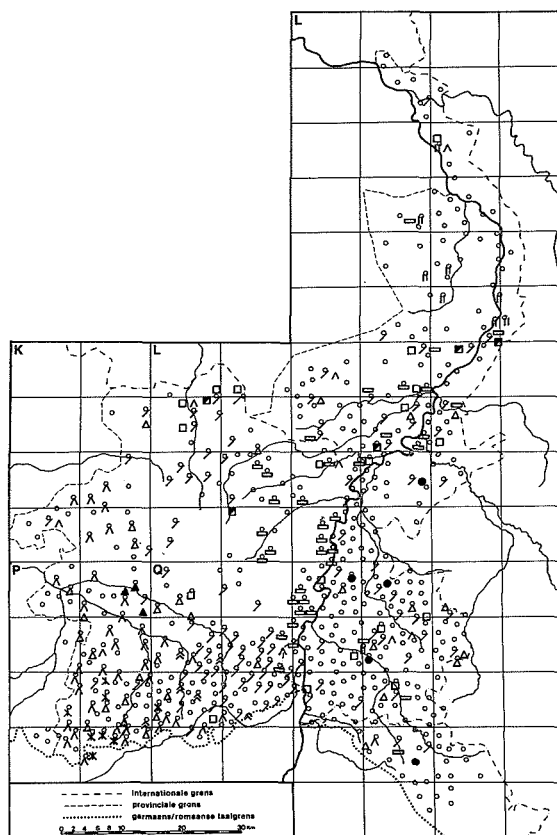 L
K
L
P
Q
Internationale grens
provinciale grens
germaans/romaanse taalgrens
0 2 4 6 8 10 20 30 Km